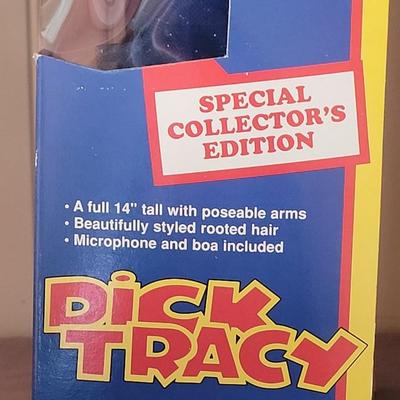 SPECIAL
COLLECTOR'S
EDITION
• A full 14" tall with poseable arms
• Beautifully styled rooted hair
• Microphone and boa included
DiCK
TRACY